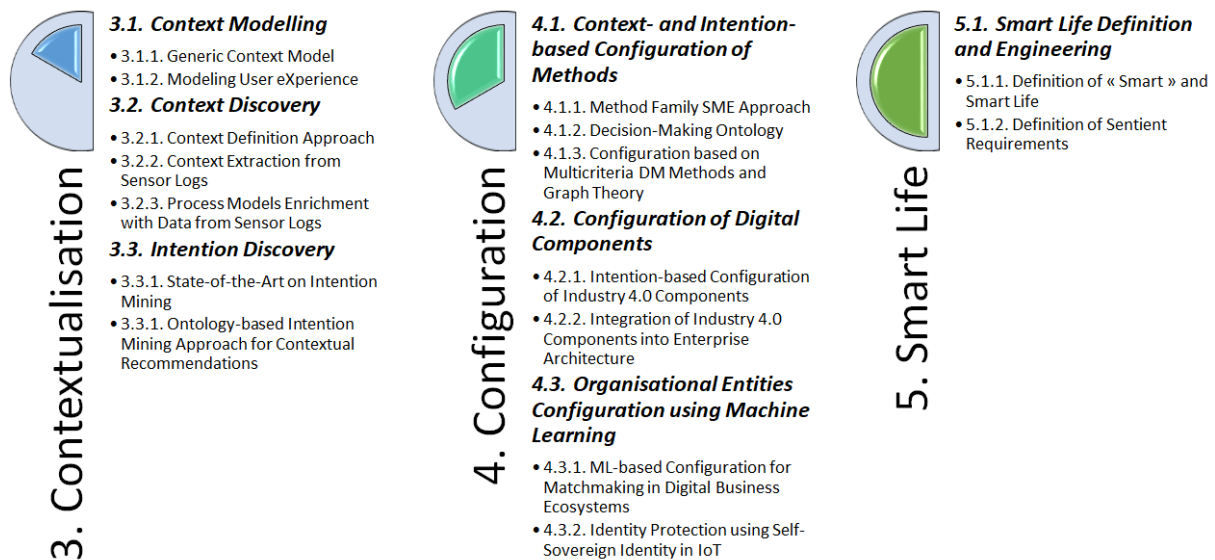 3. Contextualisation
3.1. Context Modelling
• 3.1.1. Generic Context Model
• 3.1.2. Modeling User eXperience
3.2. Context Discovery
• 3.2.1. Context Definition Approach
• 3.2.2. Context Extraction from
Sensor Logs
• 3.2.3. Process Models Enrichment
with Data from Sensor Logs
3.3. Intention Discovery
• 3.3.1. State-of-the-Art on Intention
Mining
• 3.3.1. Ontology-based Intention
Mining Approach for Contextual
Recommendations
4. Configuration
4.1. Context- and Intention-
based Configuration of
Methods
• 4.1.1. Method Family SME Approach
• 4.1.2. Decision-Making Ontology
• 4.1.3. Configuration based on
Multicriteria DM Methods and
Graph Theory
4.2. Configuration of Digital
Components
• 4.2.1. Intention-based Configuration
of Industry 4.0 Components
• 4.2.2. Integration of Industry 4.0
Components into Enterprise
Architecture
4.3. Organisational Entities
Configuration using Machine
Learning
• 4.3.1. ML-based Configuration for
Matchmaking in Digital Business
Ecosystems
• 4.3.2. Identity Protection using Self-
Sovereign Identity in IoT
5. Smart Life
5.1. Smart Life Definition
and Engineering
• 5.1.1. Definition of « Smart » and
Smart Life
• 5.1.2. Definition of Sentient
Requirements